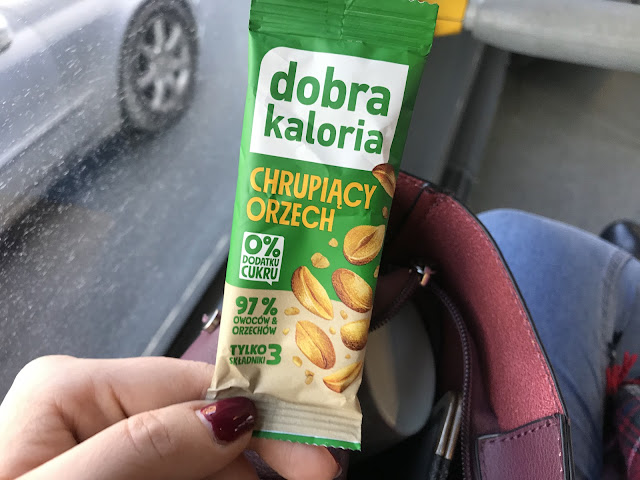 dobra
kaloria
CHRUPIĄCY
ORZECH
0%
DODATKU
CUKRU
97%
OWOCÓW &
ORZECHÓW
TYLKO 3
SKŁADNIKI